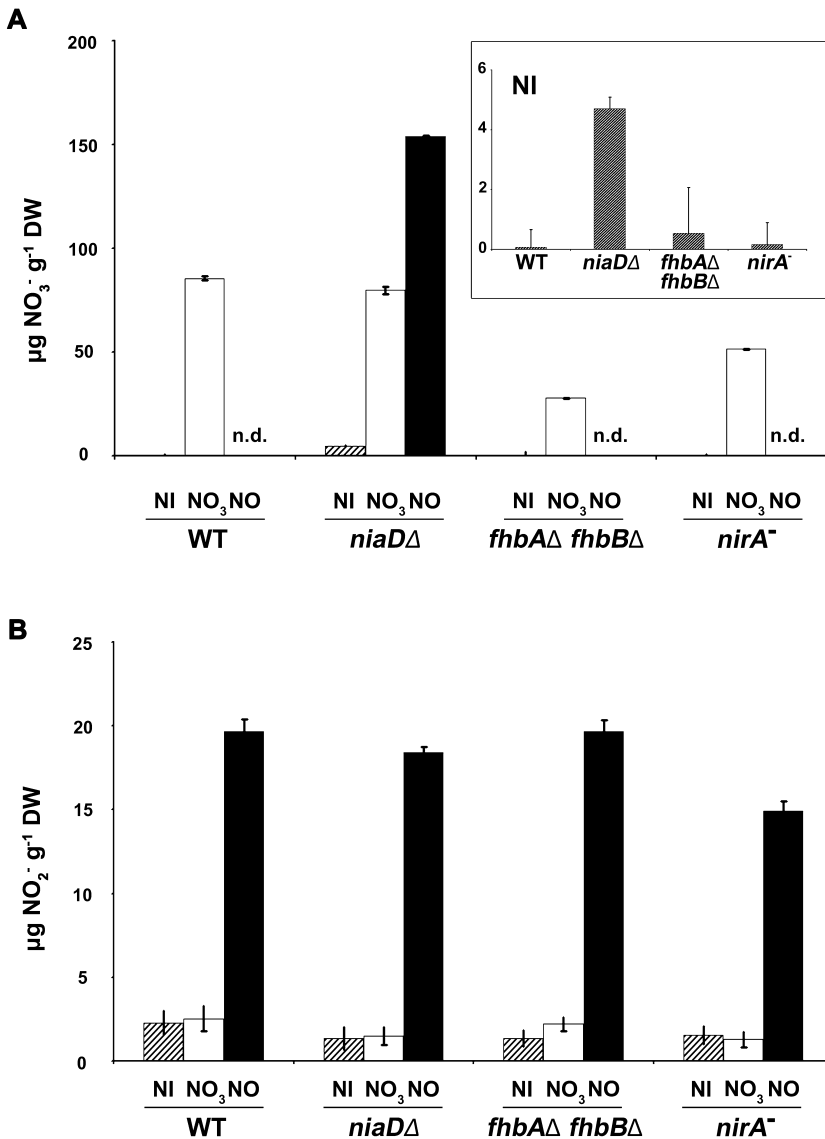 A
200
150
100
50
0
µg NO₃⁻ g⁻¹ DW
n.d.
n.d.
n.d.
NI
6
4
2
0
WT niaDΔ fhbAΔ nirA⁻
fhbBΔ
NI NO₃ NO NI NO₃ NO NI NO₃ NO NI NO₃ NO
WT niaDΔ fhbAΔ fhbBΔ nirA⁻
B
25
20
15
10
5
0
µg NO₂⁻ g⁻¹ DW
NI NO₃ NO NI NO₃ NO NI NO₃ NO NI NO₃ NO
WT niaDΔ fhbAΔ fhbBΔ nirA⁻